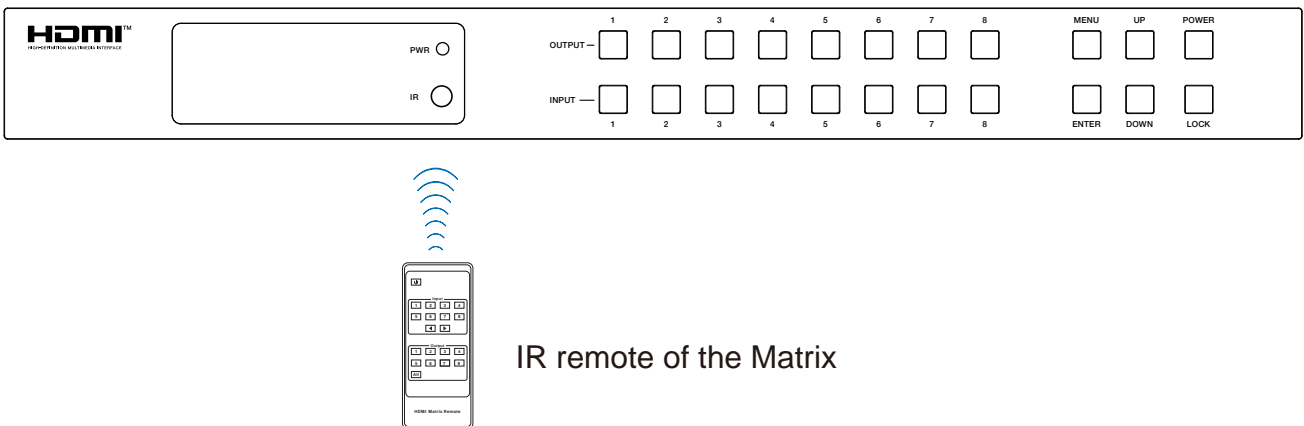 HDMI™
HIGH-DEFINITION MULTIMEDIA INTERFACE
PWR
IR
1 2 3 4 5 6 7 8
OUTPUT
INPUT
1 2 3 4 5 6 7 8
MENU UP POWER
ENTER DOWN LOCK
Input
1 2 3 4
5 6 7 8
Output
1 2 3 4
5 6 7 8
All
HDMI Matrix Remote
IR remote of the Matrix